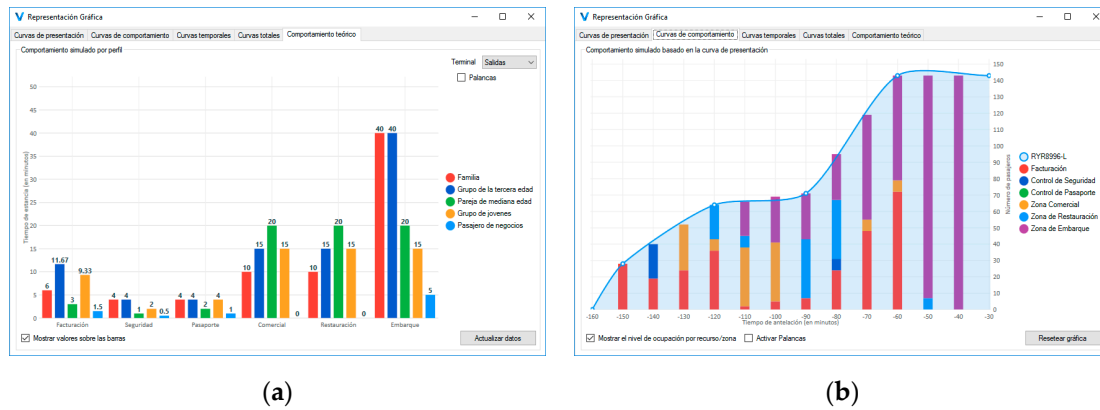 Representación Gráfica
Curvas de presentación Curvas de comportamiento Curvas temporales Curvas totales Comportamiento teórico
Comportamiento simulado por perfil
Terminal Salidas
Palancas
50
45
40
35
30
25
20
15
10
5
0
Tiempo de estancia (en minutos)
6 11.67 3 9.33 1.5
4 4 1 2 0.5
4 4 2 4 1
10 15 20 15 0
10 15 20 15 0
40 40 20 15 5
Facturación Seguridad Pasaporte Comercial Restauración Embarque
Familia
Grupo de la tercera edad
Pareja de mediana edad
Grupo de jovenes
Pasajero de negocios
Mostrar valores sobre las barras
Actualizar datos
(a)
Representación Gráfica
Curvas de presentación Curvas de comportamiento Curvas temporales Curvas totales Comportamiento teórico
Comportamiento simulado basado en la curva de presentación
150
140
130
120
110
100
90
80
70
60
50
40
30
20
10
0
Número de pasajeros
-160 -150 -140 -130 -120 -110 -100 -90 -80 -70 -60 -50 -40 -30
Tiempo de antelación (en minutos)
RYR8996-L
Facturación
Control de Seguridad
Control de Pasaporte
Zona Comercial
Zona de Restauración
Zona de Embarque
Mostrar el nivel de ocupación por recurso/zona
Activar Palancas
Resetear gráfica
(b)